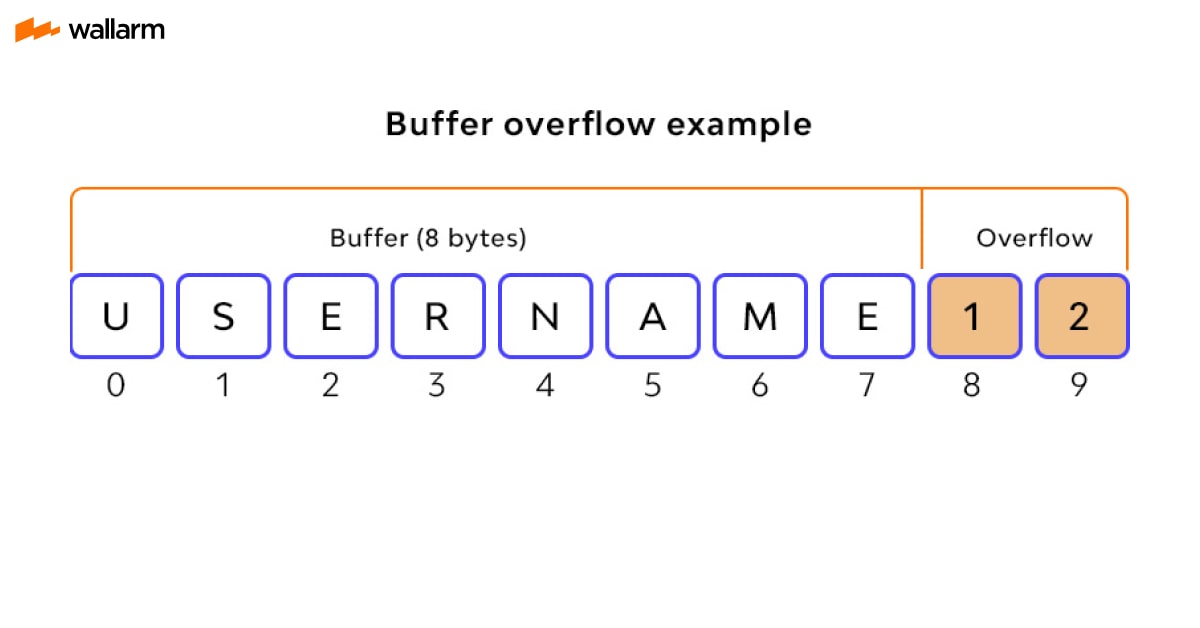 wallarm
Buffer overflow example
Buffer (8 bytes) Overflow
U S E R N A M E 1 2
0 1 2 3 4 5 6 7 8 9